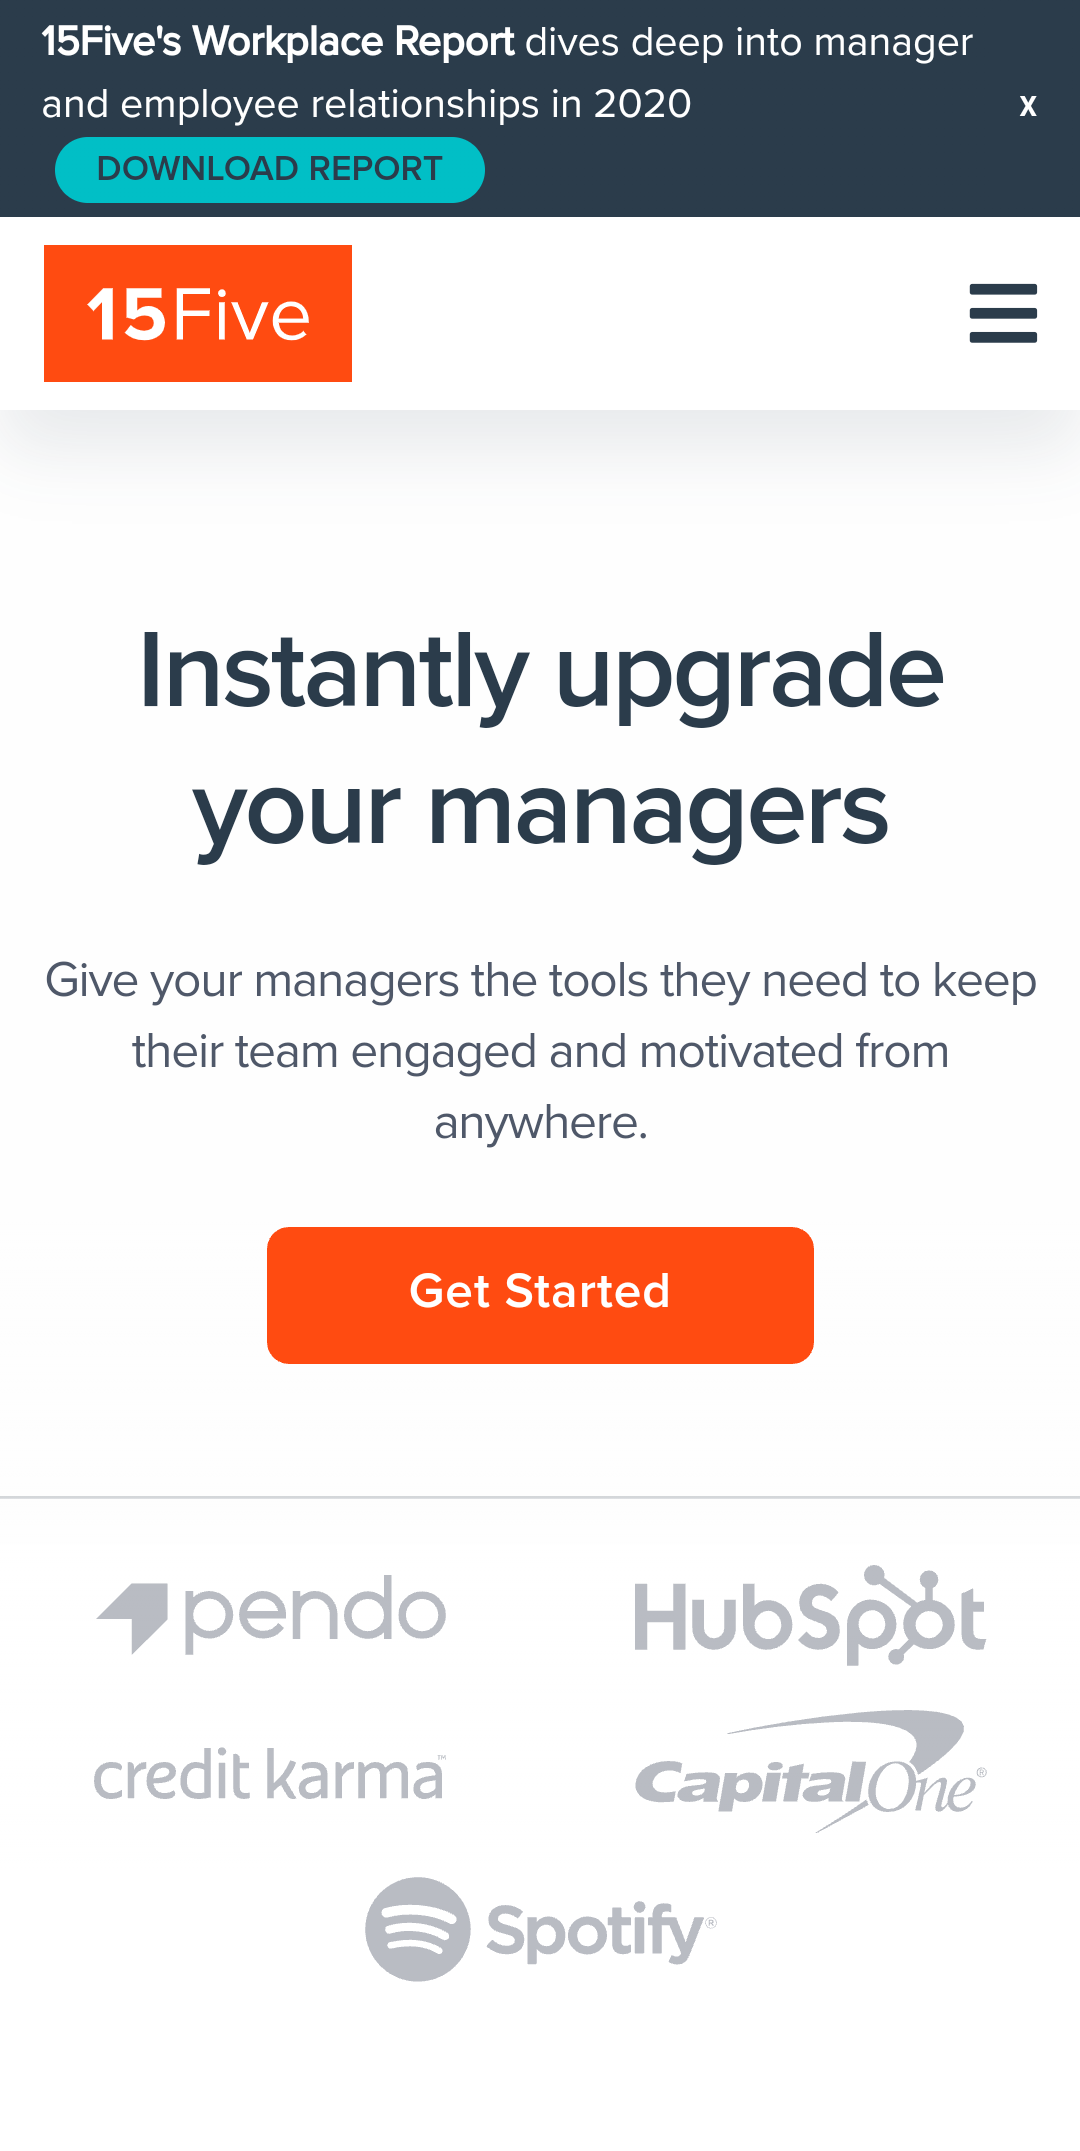 15Five's Workplace Report dives deep into manager
and employee relationships in 2020
x
DOWNLOAD REPORT
15Five
Instantly upgrade
your managers
Give your managers the tools they need to keep
their team engaged and motivated from
anywhere.
Get Started
pendo
HubSpot
credit karma™
CapitalOne®
Spotify®